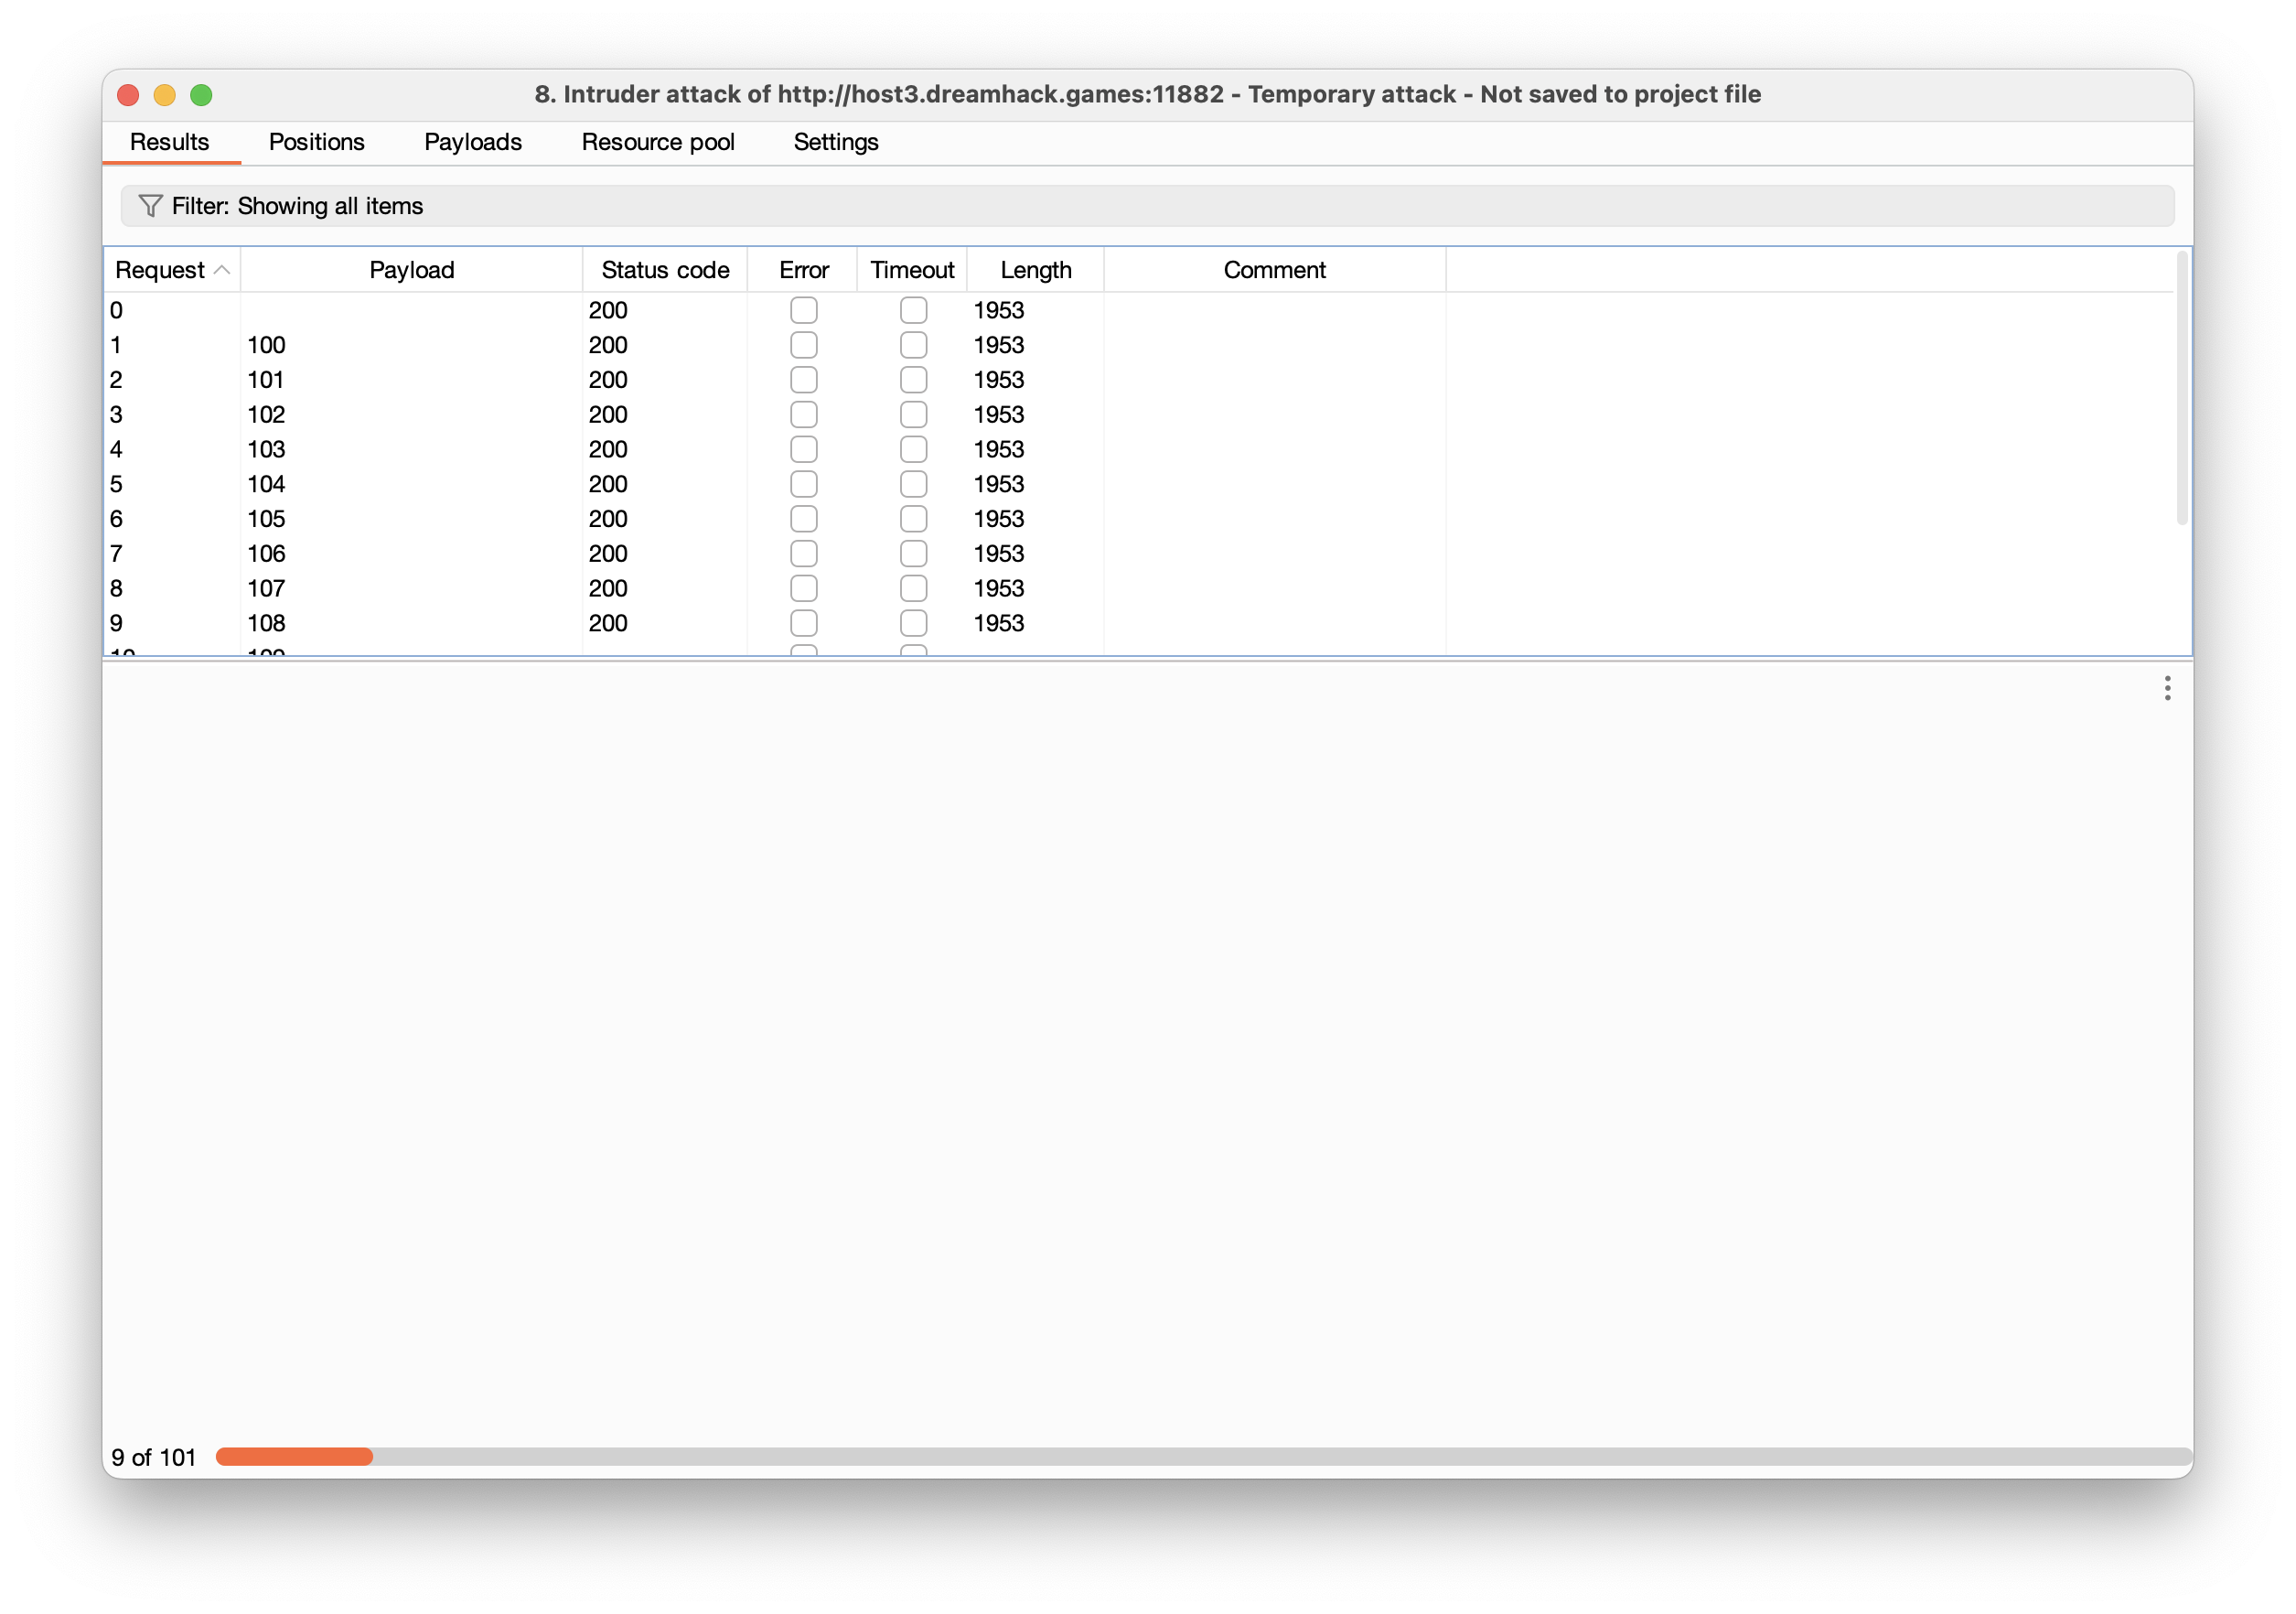 8. Intruder attack of http://host3.dreamhack.games:11882 - Temporary attack - Not saved to project file
Results Positions Payloads Resource pool Settings
Filter: Showing all items
Request Payload Status code Error Timeout Length Comment
0 200 1953
1 100 200 1953
2 101 200 1953
3 102 200 1953
4 103 200 1953
5 104 200 1953
6 105 200 1953
7 106 200 1953
8 107 200 1953
9 108 200 1953
10 109
9 of 101